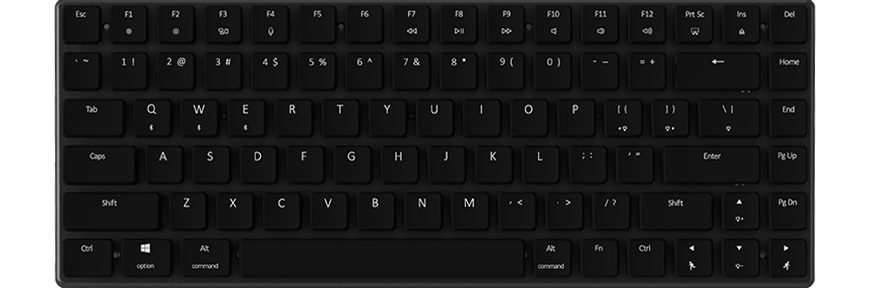 Esc F1 F2 F3 F4 F5 F6 F7 F8 F9 F10 F11 F12 Prt Sc Ins Del
` ~ 1 ! 2 @ 3 # 4 $ 5 % 6 ^ 7 & 8 * 9 ( 0 ) - – = + ← Home
Tab Q W E R T Y U I O P [ { ] } \ | End
Caps A S D F G H J K L ; : ' " Enter Pg Up
Shift Z X C V B N M , < . > / ? Shift ▲ Pg Dn
Ctrl Alt Alt Fn Ctrl ◄ ▼ ►
option command command